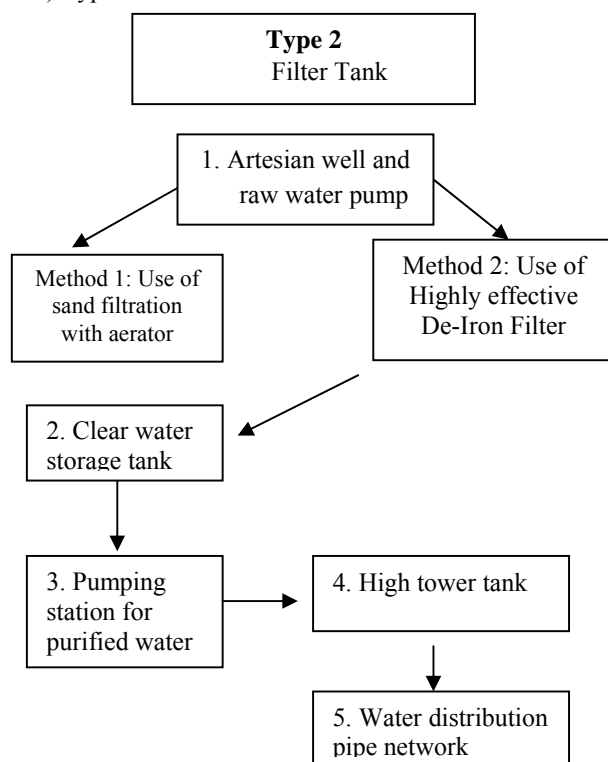 Type 2
Filter Tank
1. Artesian well and
raw water pump
Method 1: Use of
sand filtration
with aerator
Method 2: Use of
Highly effective
De-Iron Filter
2. Clear water
storage tank
3. Pumping
station for
purified water
4. High tower tank
5. Water distribution
pipe network